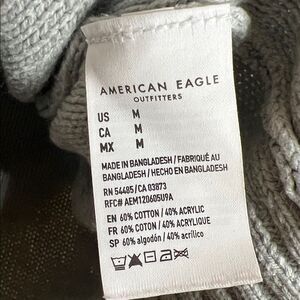 AMERICAN EAGLE
OUTFITTERS
US M
CA M
MX M
MADE IN BANGLADESH / FABRIQUÉ AU
BANGLADESH / HECHO EN BANGLADESH
RN 54485/CA 03873
RFC# AEM120605U9A
EN 60% COTTON / 40% ACRYLIC
FR 60% COTON / 40% ACRYLIQUE
SP 60% algodón / 40% acrílico